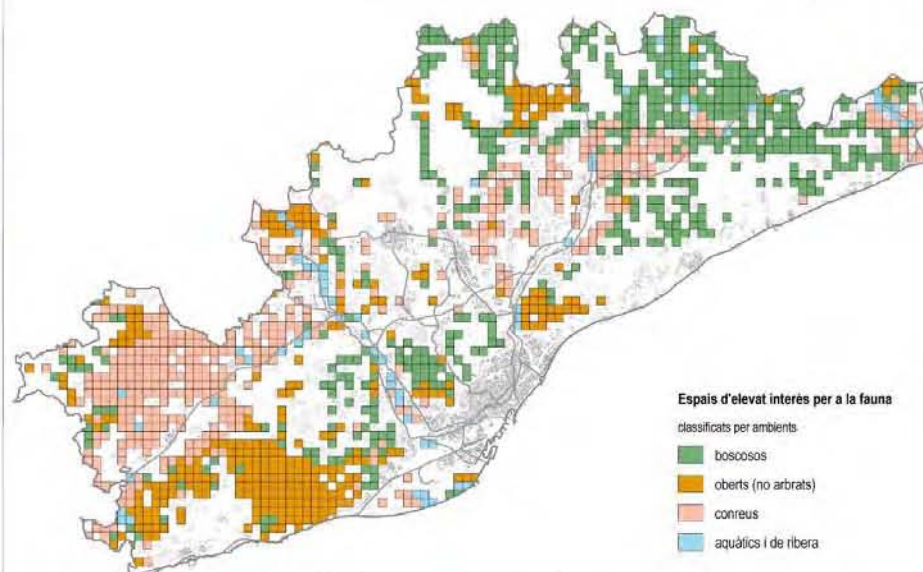 Espais d'elevat interès per a la fauna
classificats per ambients
boscosos
oberts (no arbrats)
conreus
aquàtics i de ribera